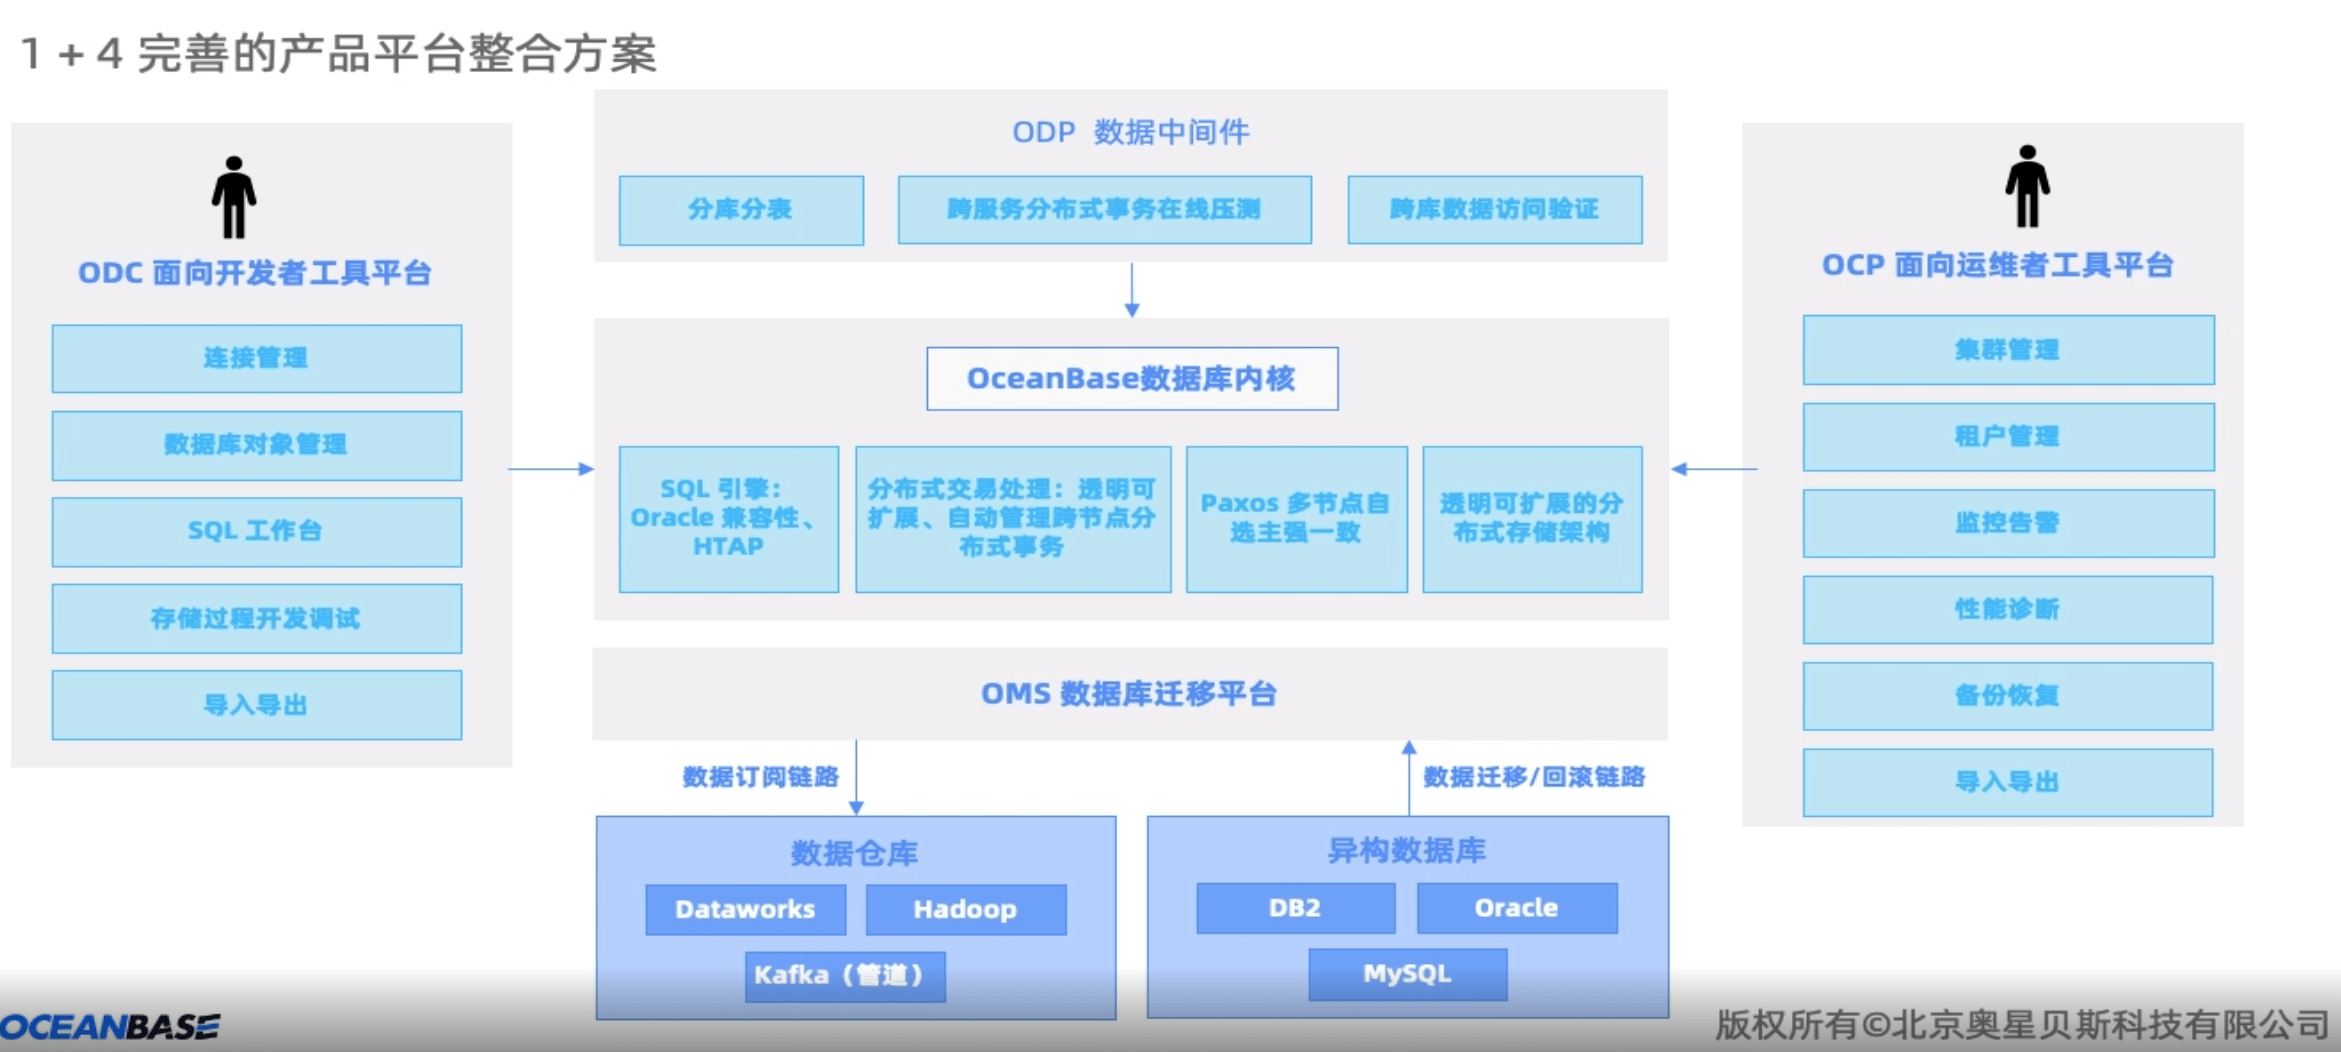 1 + 4 完善的产品平台整合方案
ODC 面向开发者工具平台
连接管理
数据库对象管理
SQL 工作台
存储过程开发调试
导入导出
ODP 数据中间件
分库分表
跨服务分布式事务在线压测
跨库数据访问验证
OceanBase数据库内核
SQL 引擎：
Oracle 兼容性、
HTAP
分布式交易处理：透明可
扩展、自动管理跨节点分
布式事务
Paxos 多节点自
选主强一致
透明可扩展的分
布式存储架构
OMS 数据库迁移平台
数据订阅链路
数据迁移/回滚链路
数据仓库
Dataworks
Hadoop
Kafka（管道）
异构数据库
DB2
Oracle
MySQL
OCP 面向运维者工具平台
集群管理
租户管理
监控告警
性能诊断
备份恢复
导入导出
OCEANBASE
版权所有©北京奥星贝斯科技有限公司